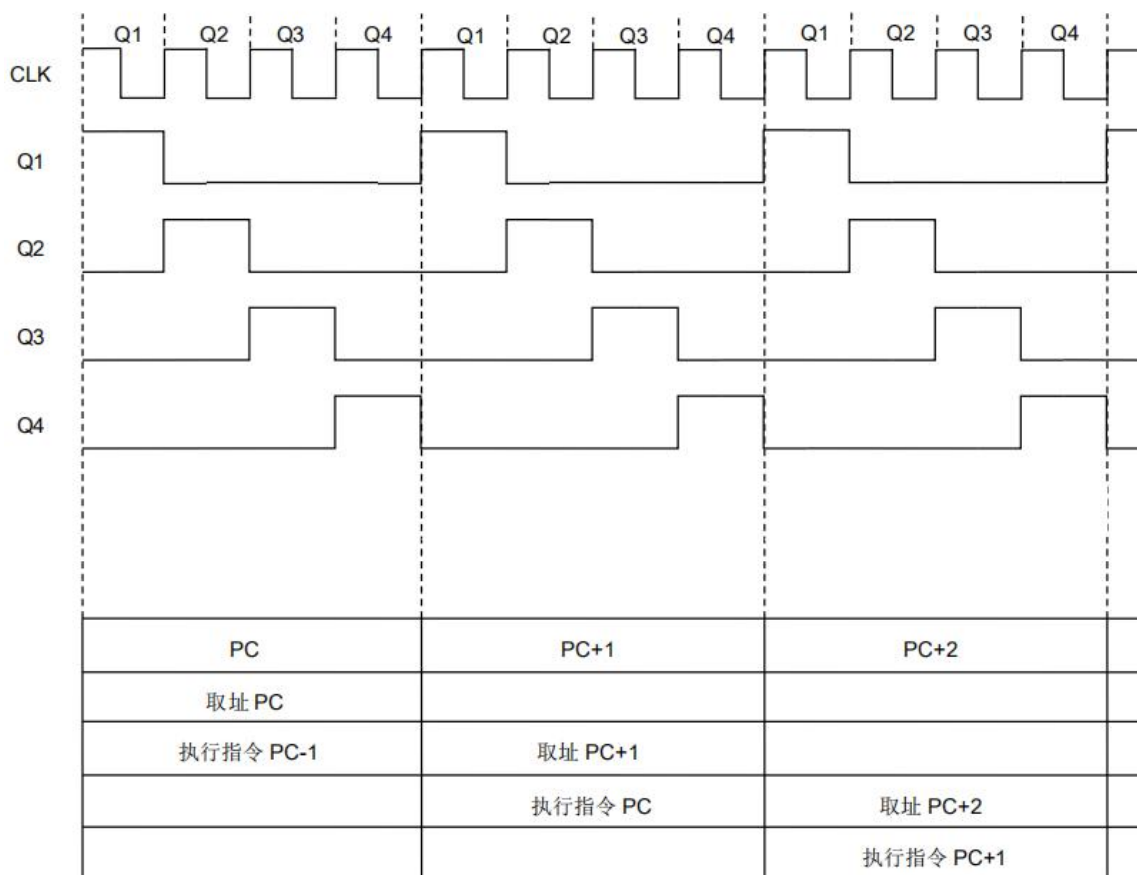 Q1 Q2 Q3 Q4 Q1 Q2 Q3 Q4 Q1 Q2 Q3 Q4
CLK
Q1
Q2
Q3
Q4
PC PC+1 PC+2
取址 PC
执行指令 PC-1 取址 PC+1
执行指令 PC 取址 PC+2
执行指令 PC+1